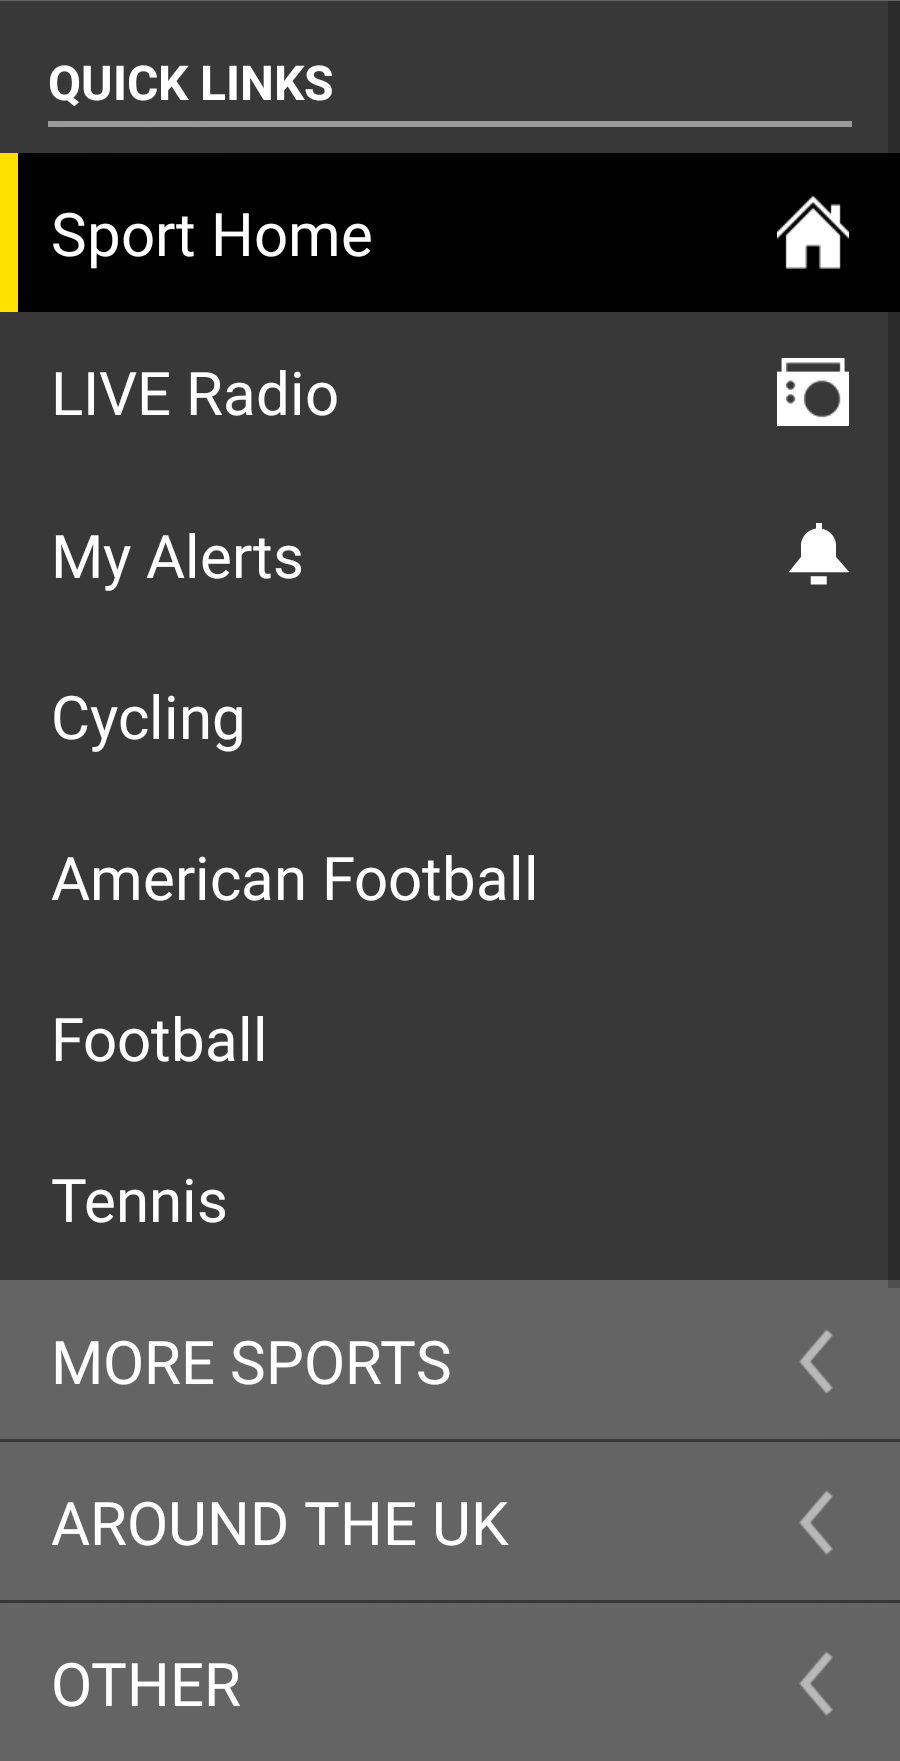 QUICK LINKS
Sport Home
LIVE Radio
My Alerts
Cycling
American Football
Football
Tennis
MORE SPORTS
AROUND THE UK
OTHER